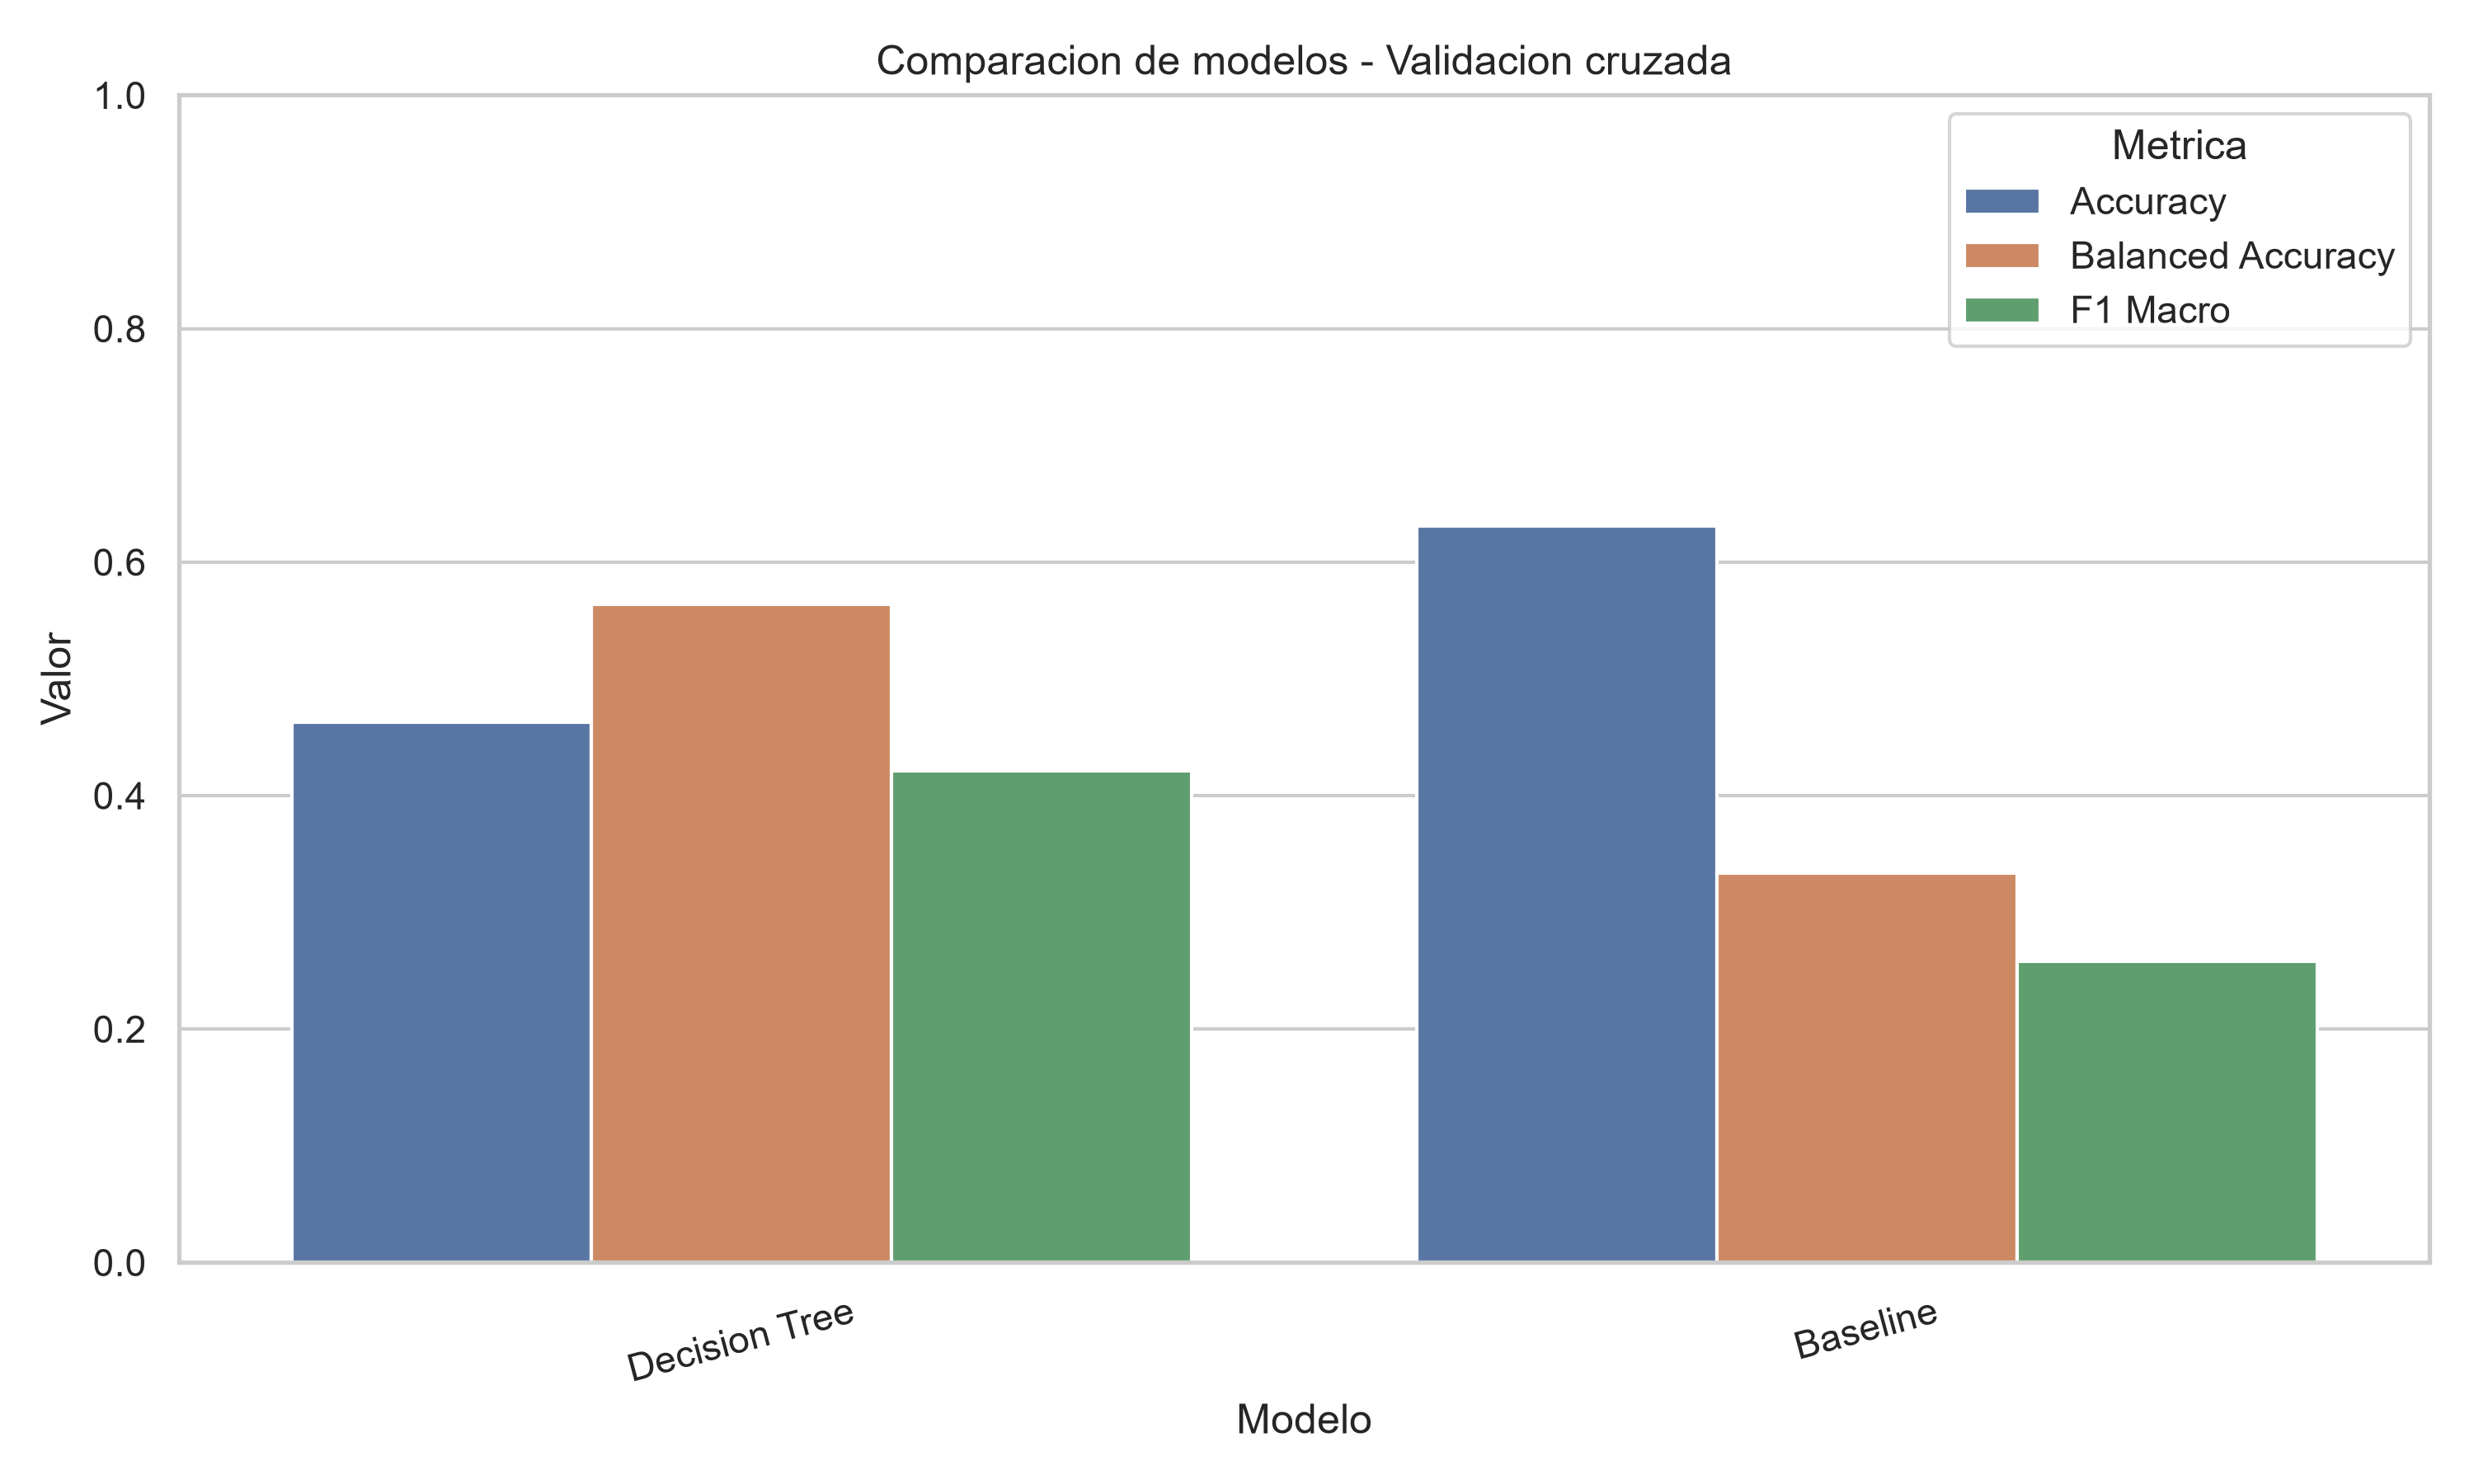 Comparacion de modelos - Validacion cruzada
Metrica
Accuracy
Balanced Accuracy
F1 Macro
1.0
0.8
0.6
0.4
0.2
0.0
Valor
Decision Tree
Baseline
Modelo